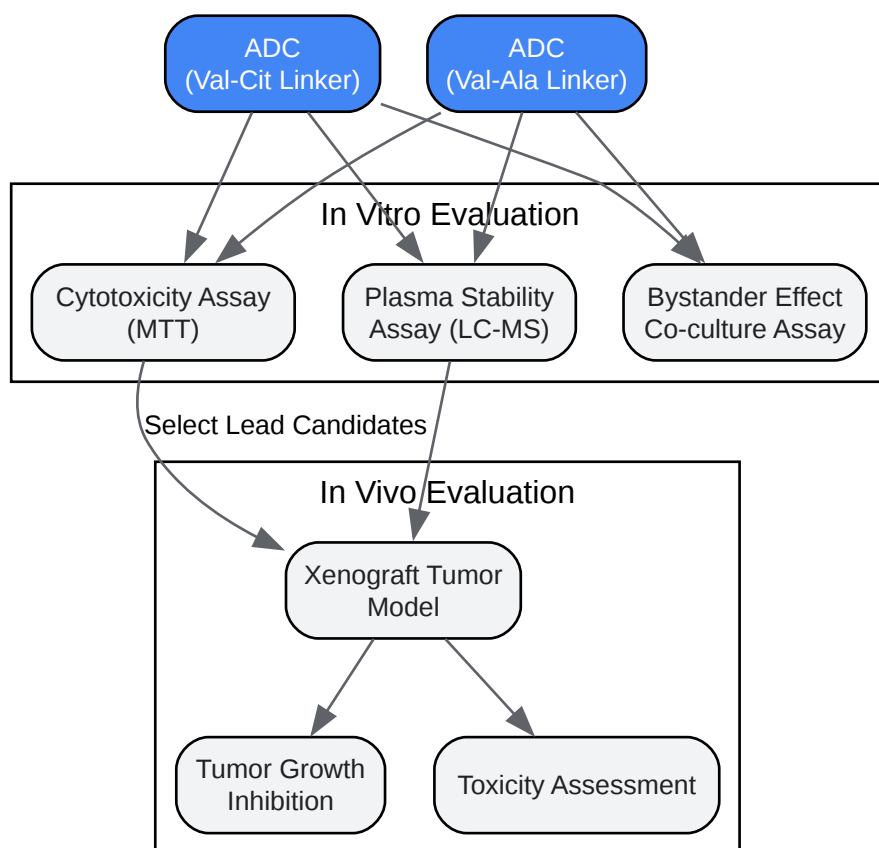 ADC
(Val-Cit Linker)
ADC
(Val-Ala Linker)
In Vitro Evaluation
Cytotoxicity Assay
(MTT)
Plasma Stability
Assay (LC-MS)
Bystander Effect
Co-culture Assay
Select Lead Candidates
In Vivo Evaluation
Xenograft Tumor
Model
Tumor Growth
Inhibition
Toxicity Assessment